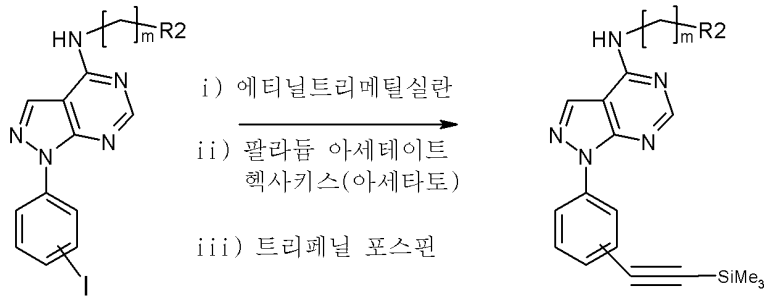 HN [ ]m R2
N
N
N
N
N
I
i) 에티닐트리메틸실란
ii) 팔라듐 아세테이트
헥사키스(아세타토)
iii) 트리페닐 포스핀
HN [ ]m R2
N
N
N
N
N
SiMe3